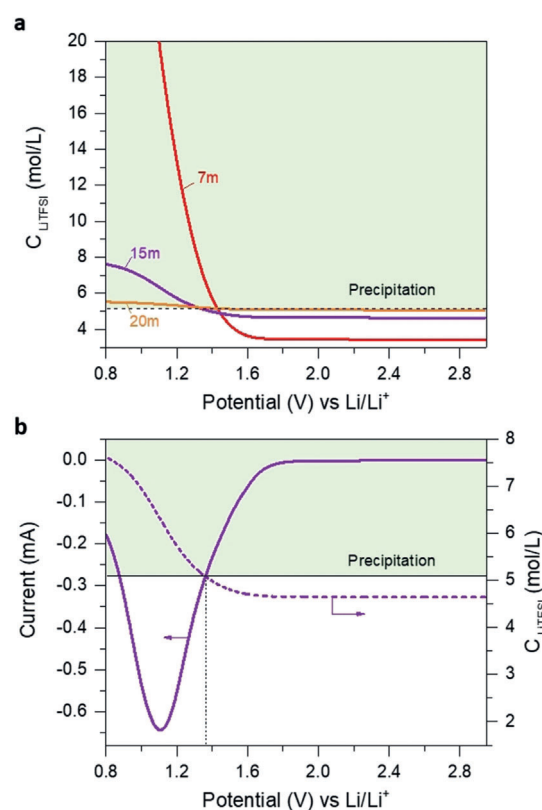 a
C LiTFSI (mol/L)
20
18
16
14
12
10
8
6
4
7m
15m
20m
Precipitation
0.8 1.2 1.6 2.0 2.4 2.8
Potential (V) vs Li/Li⁺
b
Current (mA)
0.0
-0.1
-0.2
-0.3
-0.4
-0.5
-0.6
Precipitation
8
7
6
5
4
3
2
C LiTFSI (mol/L)
0.8 1.2 1.6 2.0 2.4 2.8
Potential (V) vs Li/Li⁺